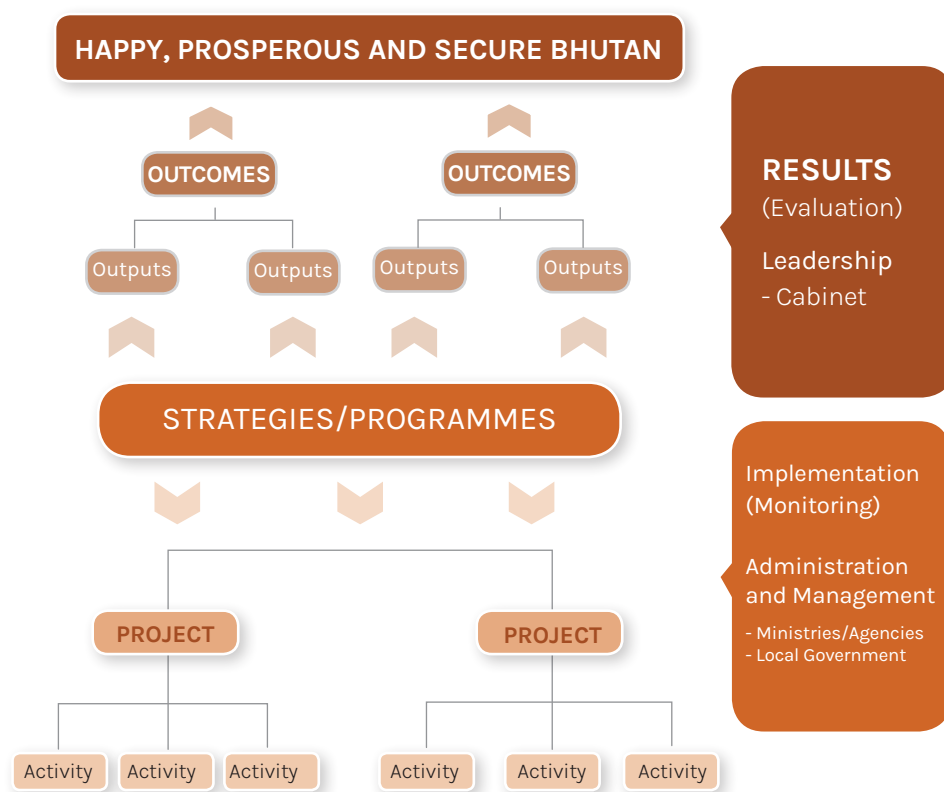 HAPPY, PROSPEROUS AND SECURE BHUTAN
OUTCOMES
OUTCOMES
Outputs
Outputs
Outputs
Outputs
STRATEGIES/PROGRAMMES
PROJECT
PROJECT
Activity
Activity
Activity
Activity
Activity
Activity
RESULTS
(Evaluation)
Leadership
- Cabinet
Implementation
(Monitoring)
Administration
and Management
- Ministries/Agencies
- Local Government